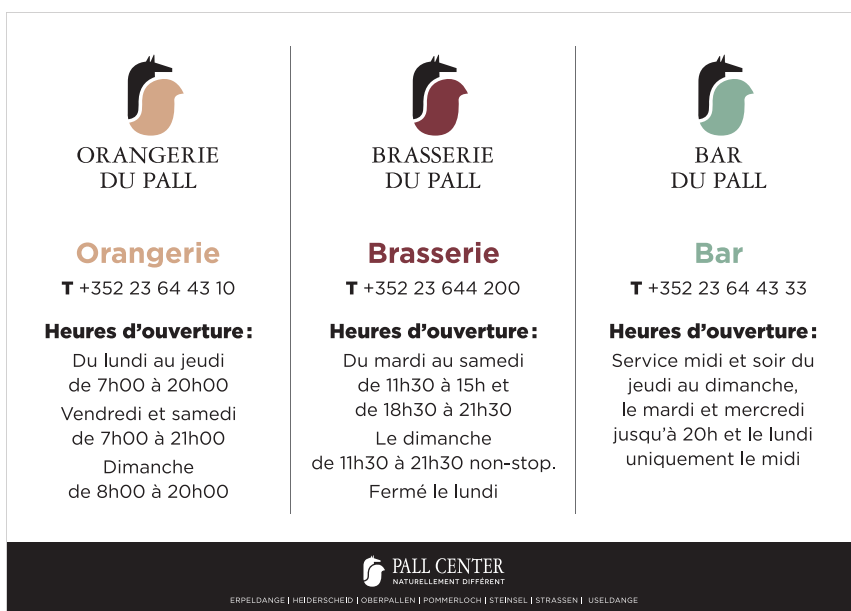 ORANGERIE
DU PALL
Orangerie
T +352 23 64 43 10
Heures d'ouverture :
Du lundi au jeudi
de 7h00 à 20h00
Vendredi et samedi
de 7h00 à 21h00
Dimanche
de 8h00 à 20h00
BRASSERIE
DU PALL
Brasserie
T +352 23 644 200
Heures d'ouverture :
Du mardi au samedi
de 11h30 à 15h et
de 18h30 à 21h30
Le dimanche
de 11h30 à 21h30 non-stop.
Fermé le lundi
BAR
DU PALL
Bar
T +352 23 64 43 33
Heures d'ouverture :
Service midi et soir du
jeudi au dimanche,
le mardi et mercredi
jusqu'à 20h et le lundi
uniquement le midi
PALL CENTER
NATURELLEMENT DIFFÉRENT
ERPELDANGE | HEIDERSCHEID | OBERPALLEN | POMMERLOCH | STEINSEL | STRASSEN | USELDANGE